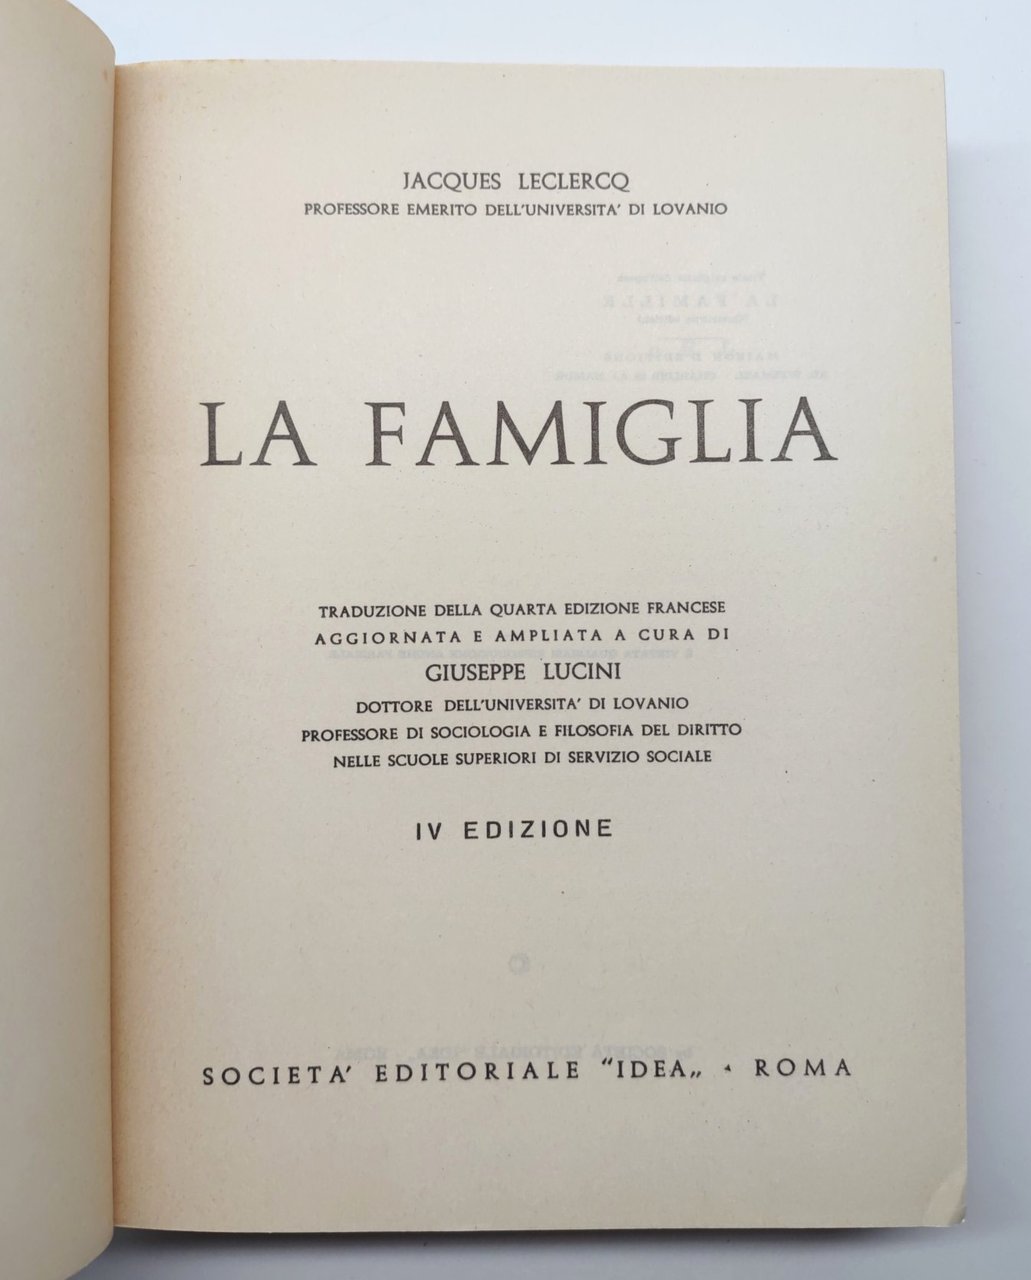 JACQUES LECLERCQ
PROFESSORE EMERITO DELL'UNIVERSITA' DI LOVANIO
LA FAMIGLIA
TRADUZIONE DELLA QUARTA EDIZIONE FRANCESE
AGGIORNATA E AMPLIATA A CURA DI
GIUSEPPE LUCINI
DOTTORE DELL'UNIVERSITA' DI LOVANIO
PROFESSORE DI SOCIOLOGIA E FILOSOFIA DEL DIRITTO
NELLE SCUOLE SUPERIORI DI SERVIZIO SOCIALE
IV EDIZIONE
SOCIETA' EDITORIALE "IDEA„ • ROMA